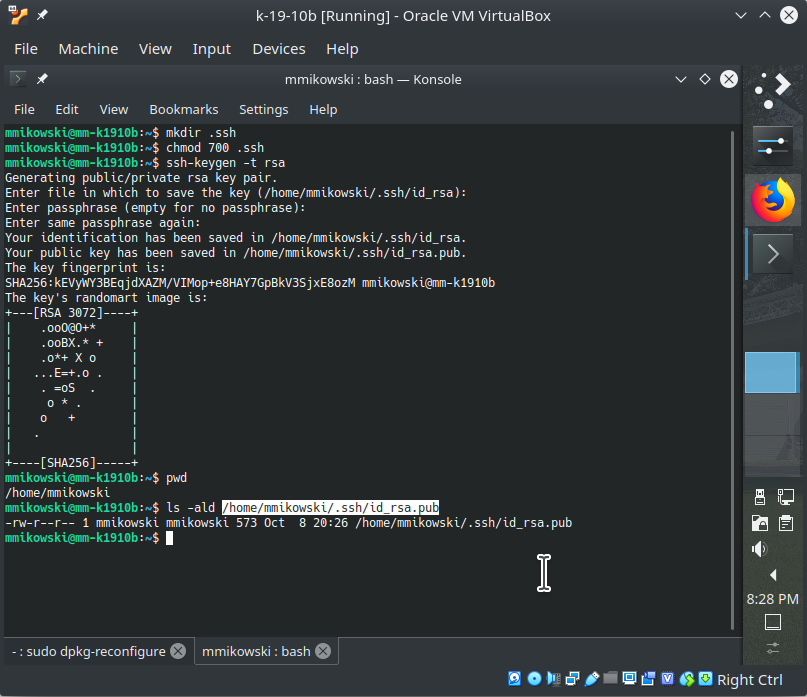 k-19-10b [Running] - Oracle VM VirtualBox
File Machine View Input Devices Help
mmikowski : bash — Konsole
File Edit View Bookmarks Settings Help
mmikowski@mm-k1910b:~$ mkdir .ssh
mmikowski@mm-k1910b:~$ chmod 700 .ssh
mmikowski@mm-k1910b:~$ ssh-keygen -t rsa
Generating public/private rsa key pair.
Enter file in which to save the key (/home/mmikowski/.ssh/id_rsa):
Enter passphrase (empty for no passphrase):
Enter same passphrase again:
Your identification has been saved in /home/mmikowski/.ssh/id_rsa.
Your public key has been saved in /home/mmikowski/.ssh/id_rsa.pub.
The key fingerprint is:
SHA256:kEVyWY3BEqjdXAZM/VIMop+e8HAY7GpBkV3SjxE8ozM mmikowski@mm-k1910b
The key's randomart image is:
+---[RSA 3072]----+
|    .ooO@O+*     |
|    .ooBX.* +    |
|    .o*+ X o     |
|   ...E=+.o .    |
|    . =oS  .     |
|     o * .       |
|    o   +        |
|   .             |
|                 |
+----[SHA256]-----+
mmikowski@mm-k1910b:~$ pwd
/home/mmikowski
mmikowski@mm-k1910b:~$ ls -ald /home/mmikowski/.ssh/id_rsa.pub
-rw-r--r-- 1 mmikowski mmikowski 573 Oct  8 20:26 /home/mmikowski/.ssh/id_rsa.pub
mmikowski@mm-k1910b:~$
8:28 PM
- : sudo dpkg-reconfigure
mmikowski : bash
Right Ctrl